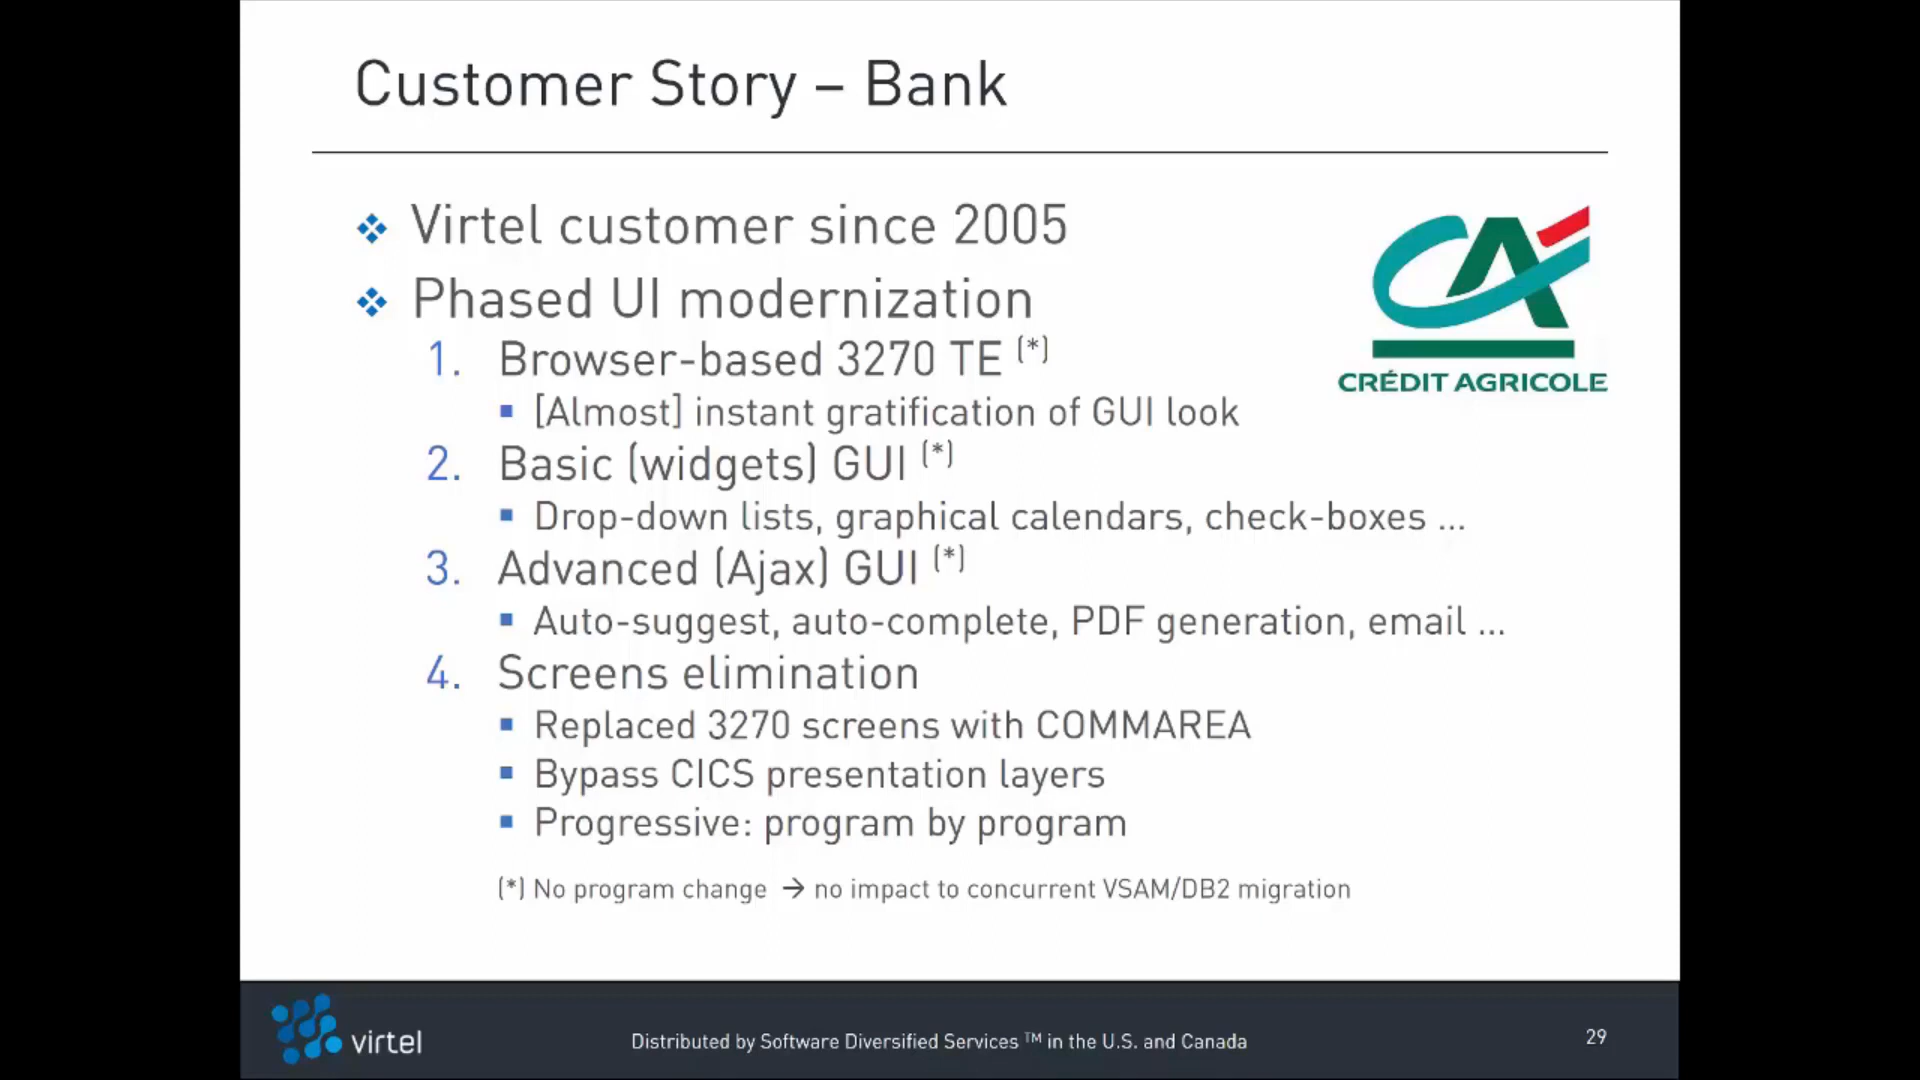 Customer Story – Bank
❖ Virtel customer since 2005
❖ Phased UI modernization
1. Browser-based 3270 TE (*)
▪ [Almost] instant gratification of GUI look
2. Basic (widgets) GUI (*)
▪ Drop-down lists, graphical calendars, check-boxes ...
3. Advanced (Ajax) GUI (*)
▪ Auto-suggest, auto-complete, PDF generation, email ...
4. Screens elimination
▪ Replaced 3270 screens with COMMAREA
▪ Bypass CICS presentation layers
▪ Progressive: program by program
(*) No program change → no impact to concurrent VSAM/DB2 migration
CA
CRÉDIT AGRICOLE
virtel
Distributed by Software Diversified Services ™ in the U.S. and Canada
29